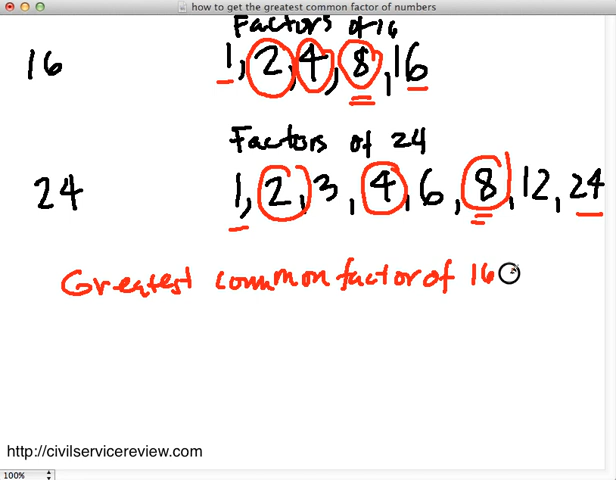 how to get the greatest common factor of numbers
Factors of 16
16 1, 2, 4, 8, 16
Factors of 24
24 1, 2, 3, 4, 6, 8, 12, 24
Greatest common factor of 16
http://civilservicereview.com
100%